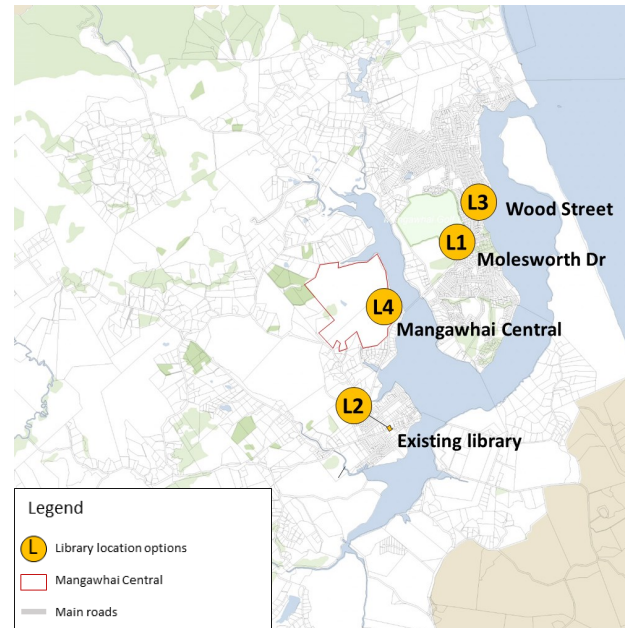 L3
Wood Street
L1
Molesworth Dr
L4
Mangawhai Central
L2
Existing library
Legend
L
Library location options
Mangawhai Central
Main roads